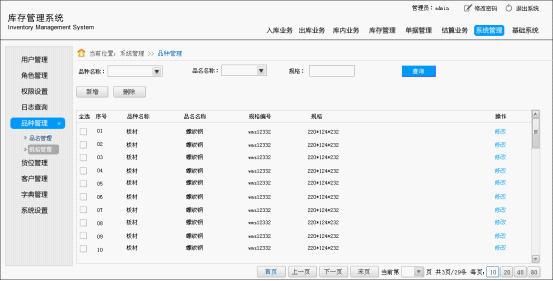 管理员：admin 修改密码 退出系统
库存管理系统
Inventory Management System
入库业务 出库业务 库内业务 库存管理 单据管理 结算业务 系统管理 基础系统
当前位置：系统管理 >> 品种管理
用户管理
角色管理
权限设置
日志查询
品种管理
> 品名管理
> 规格管理
货位管理
客户管理
字典管理
系统设置
品种名称： 品名名称： 规格： 查询
新增 删除
全选 序号 品种名称 品名名称 规格编号 规格 操作
01 板材 螺纹钢 wms12332 220*124*232 修改
02 板材 螺纹钢 wms12332 220*124*232 修改
03 板材 螺纹钢 wms12332 220*124*232 修改
04 板材 螺纹钢 wms12332 220*124*232 修改
05 板材 螺纹钢 wms12332 220*124*232 修改
06 板材 螺纹钢 wms12332 220*124*232 修改
07 板材 螺纹钢 wms12332 220*124*232 修改
08 板材 螺纹钢 wms12332 220*124*232 修改
09 板材 螺纹钢 wms12332 220*124*232 修改
10 板材 螺纹钢 wms12332 220*124*232 修改
首页 上一页 下一页 末页 当前第 页 共3页/29条 每页： 10 20 40 80